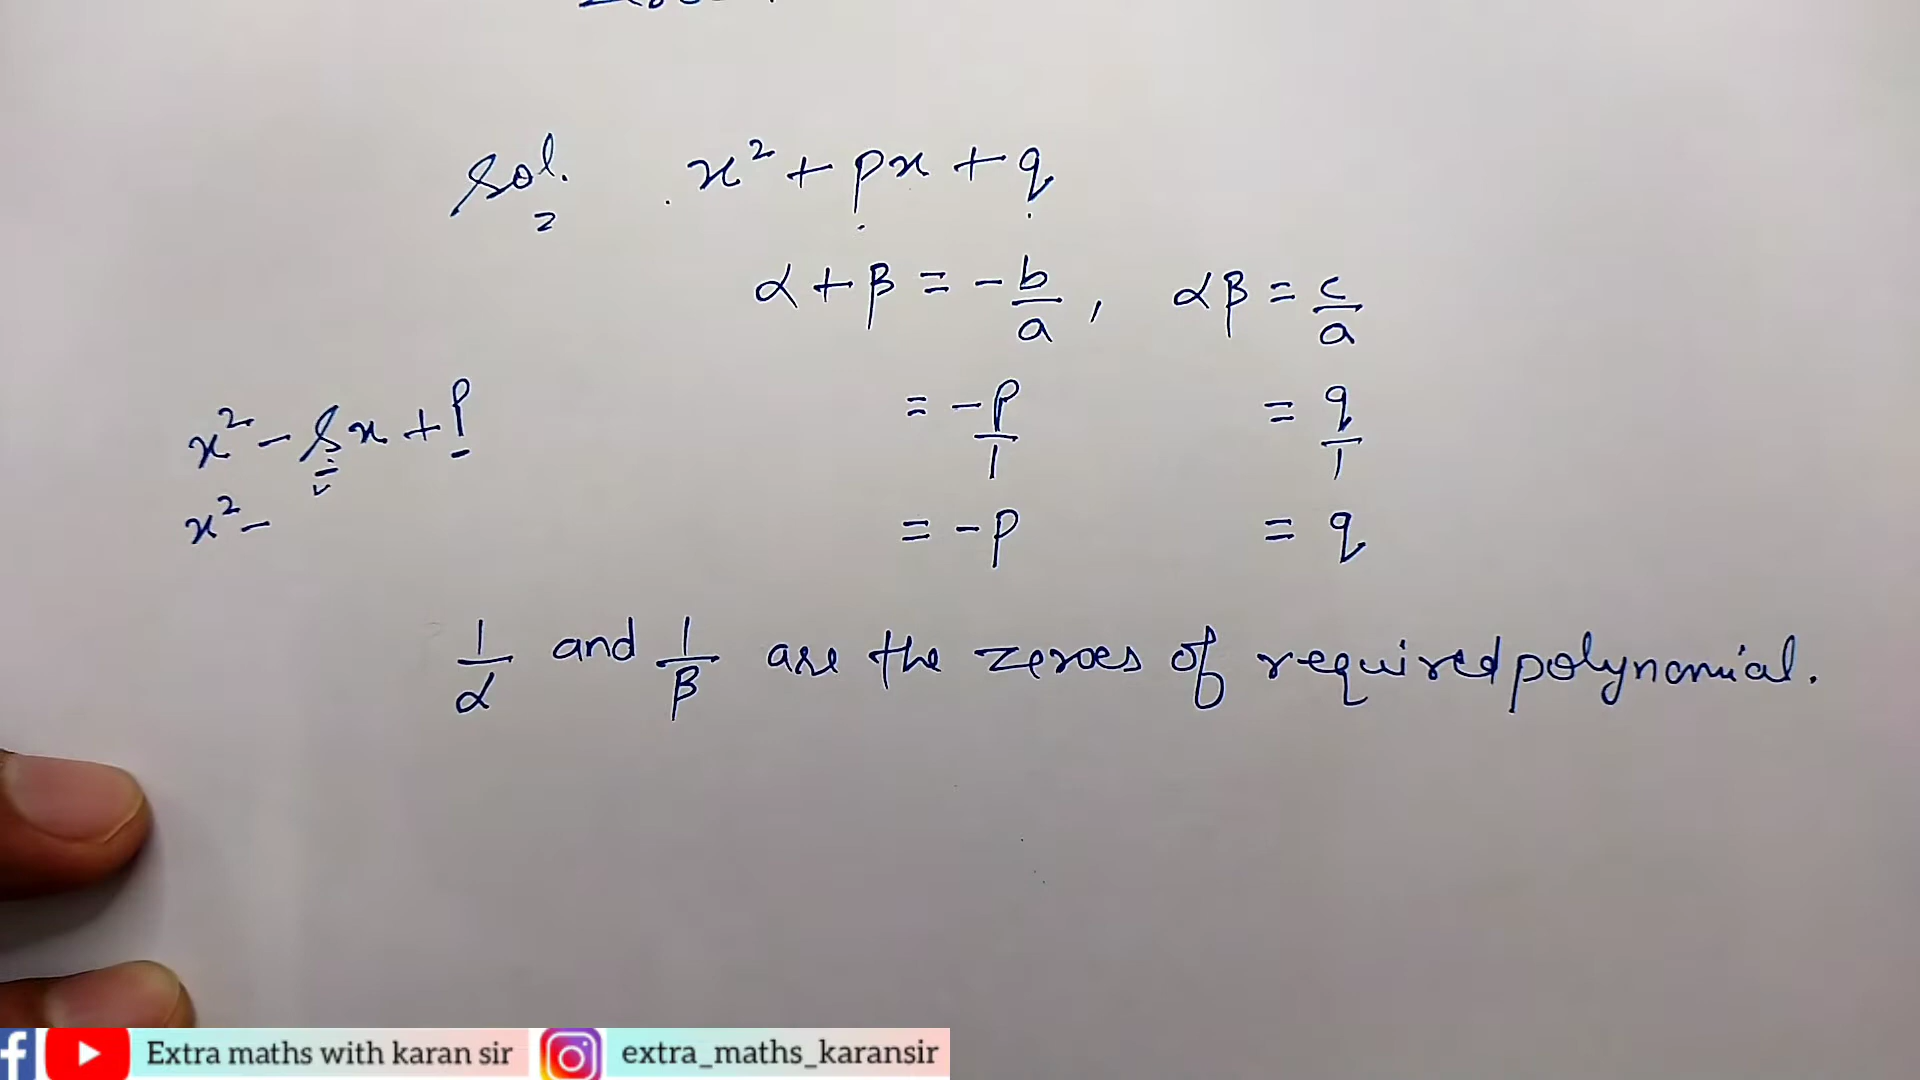 Sol. x² + px + q
α + β = -b/a, αβ = c/a
= -p/1 = q/1
x² - Sx + P
x² -
= -p = q
1/α and 1/β are the zeroes of required polynomial.
Extra maths with karan sir extra_maths_karansir